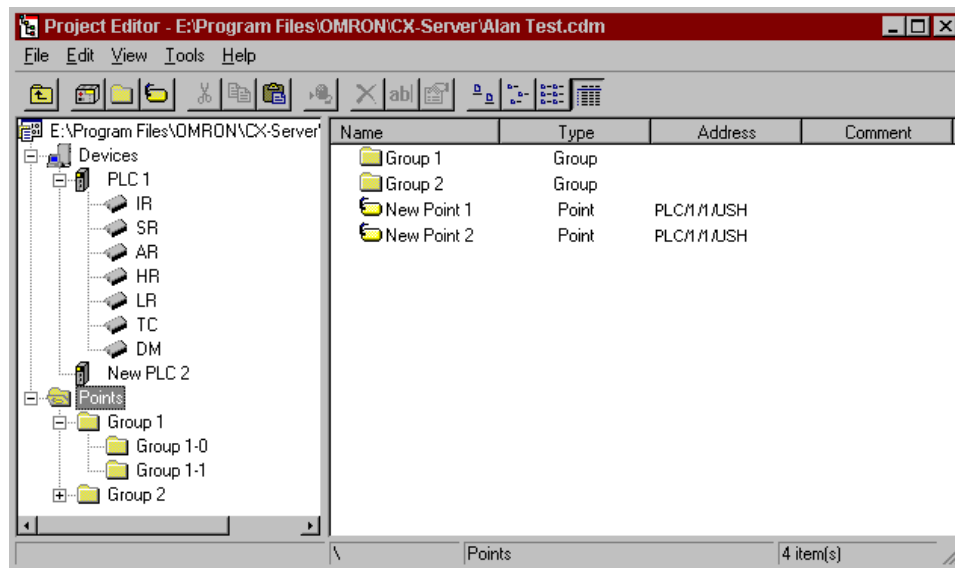 Project Editor - E:\Program Files\OMRON\CX-Server\Alan Test.cdm
File Edit View Tools Help
ab
E:\Program Files\OMRON\CX-Server'
Devices
PLC 1
IR
SR
AR
HR
LR
TC
DM
New PLC 2
Points
Group 1
Group 1-0
Group 1-1
Group 2
Name Type Address Comment
Group 1 Group
Group 2 Group
New Point 1 Point PLC/1/1/USH
New Point 2 Point PLC/1/1/USH
\ Points 4 item(s)